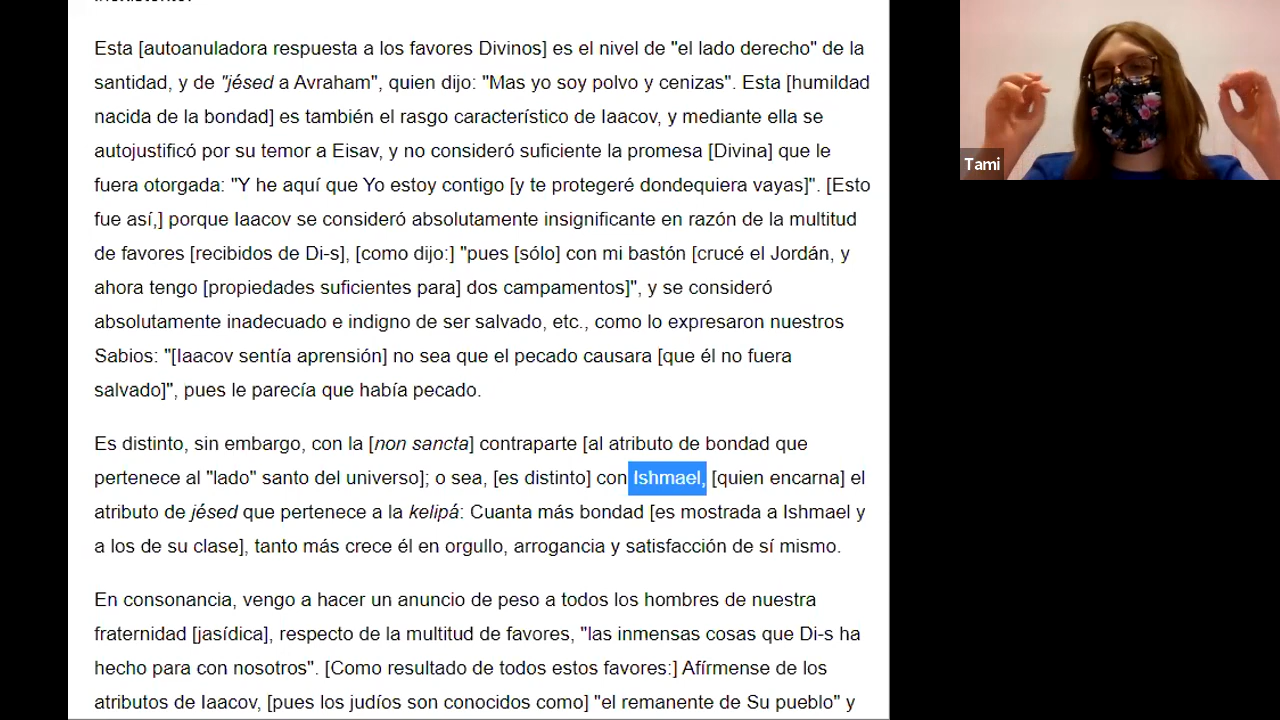 Esta [autoanuladora respuesta a los favores Divinos] es el nivel de "el lado derecho" de la
santidad, y de "jésed a Avraham", quien dijo: "Mas yo soy polvo y cenizas". Esta [humildad
nacida de la bondad] es también el rasgo característico de Iaacov, y mediante ella se
autojustificó por su temor a Eisav, y no consideró suficiente la promesa [Divina] que le
fuera otorgada: "Y he aquí que Yo estoy contigo [y te protegeré dondequiera vayas]". [Esto
fue así,] porque Iaacov se consideró absolutamente insignificante en razón de la multitud
de favores [recibidos de Di-s], [como dijo:] "pues [sólo] con mi bastón [crucé el Jordán, y
ahora tengo [propiedades suficientes para] dos campamentos]", y se consideró
absolutamente inadecuado e indigno de ser salvado, etc., como lo expresaron nuestros
Sabios: "[Iaacov sentía aprensión] no sea que el pecado causara [que él no fuera
salvado]", pues le parecía que había pecado.
Es distinto, sin embargo, con la [non sancta] contraparte [al atributo de bondad que
pertenece al "lado" santo del universo]; o sea, [es distinto] con Ishmael, [quien encarna] el
atributo de jésed que pertenece a la kelipá: Cuanta más bondad [es mostrada a Ishmael y
a los de su clase], tanto más crece él en orgullo, arrogancia y satisfacción de sí mismo.
En consonancia, vengo a hacer un anuncio de peso a todos los hombres de nuestra
fraternidad [jasídica], respecto de la multitud de favores, "las inmensas cosas que Di-s ha
hecho para con nosotros". [Como resultado de todos estos favores:] Afírmense de los
atributos de Iaacov, [pues los judíos son conocidos como] "el remanente de Su pueblo" y
Tami